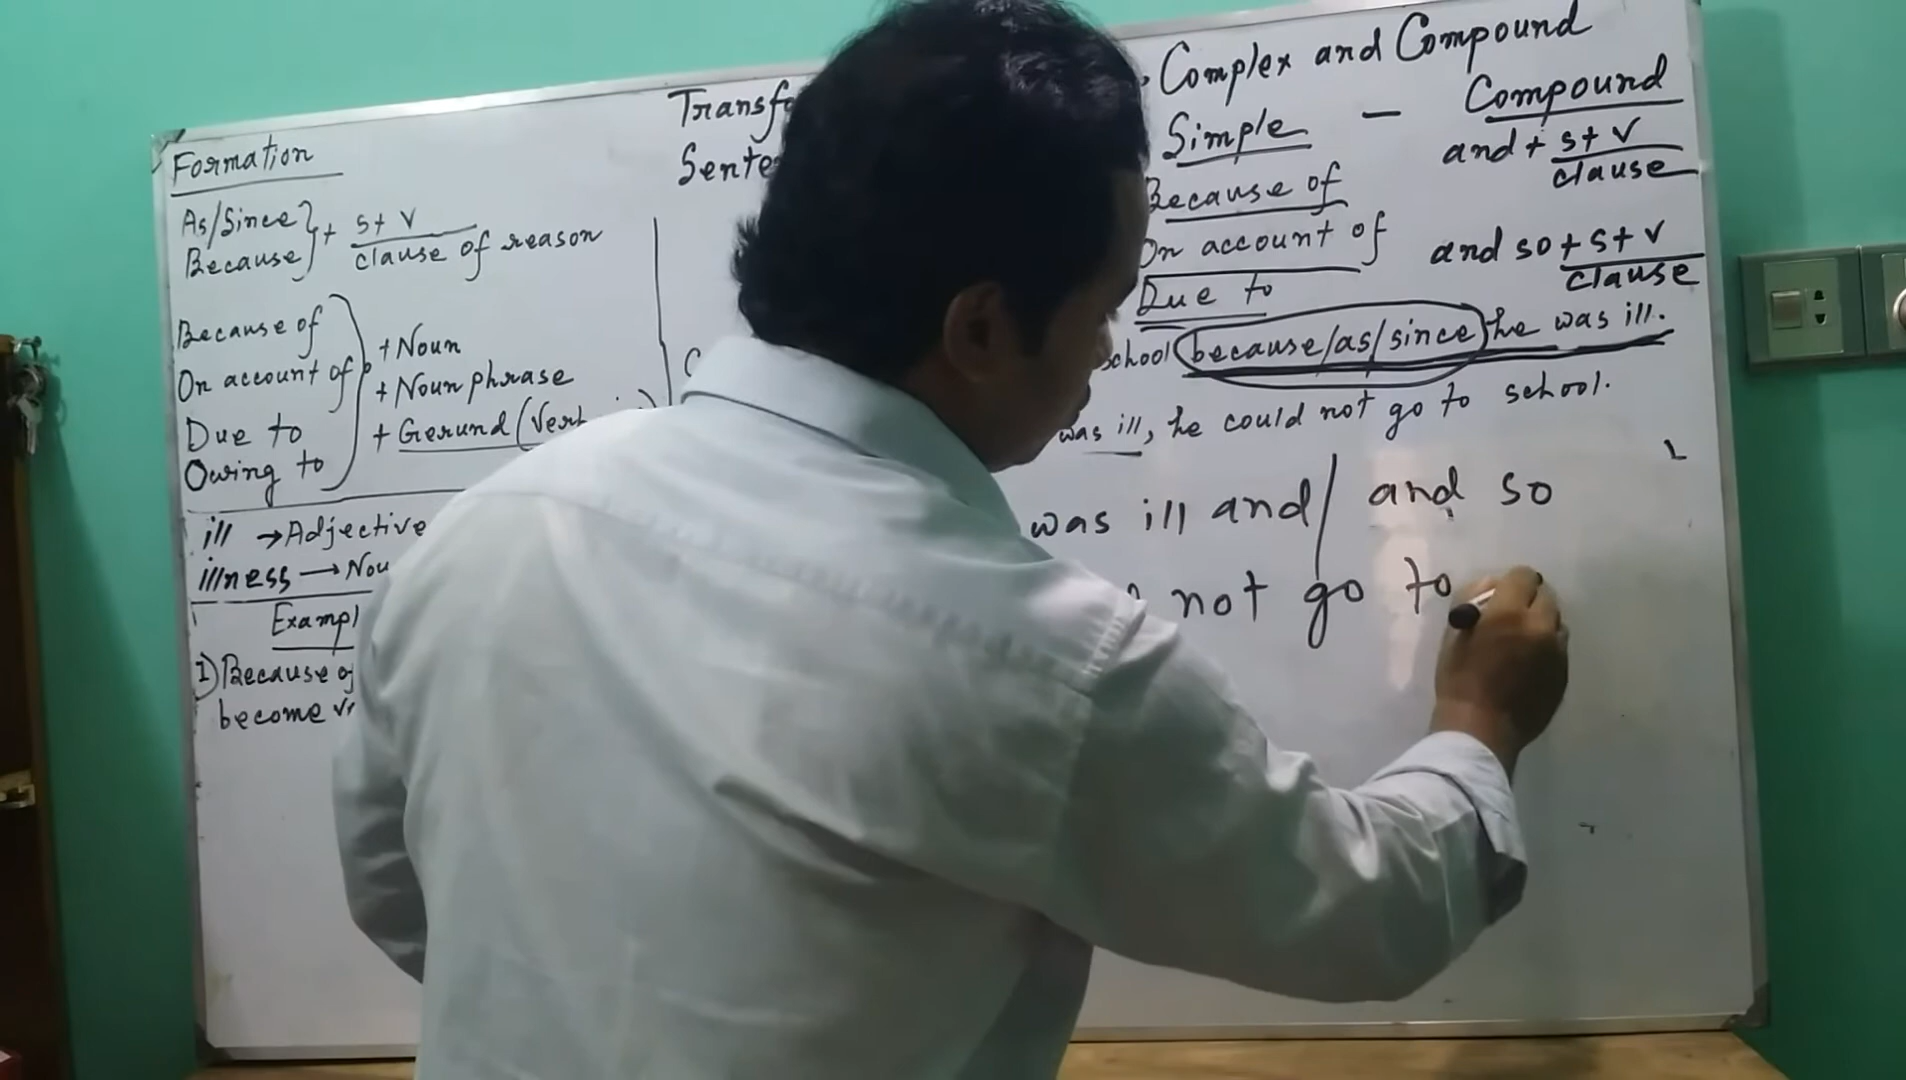 Complex and Compound
Transfo
Sente
Simple — Compound
and + s+v
clause
Because of
On account of
and so + s+v
clause
Due to
school because/as/since he was ill.
was ill, he could not go to school.
was ill and/ and so
not go to
Formation
As/Since
Because } + s+v
clause of reason
Because of
On account of
Due to
Owing to
+ Noun
+ Noun phrase
+ Gerund (Verb
ill → Adjective
illness → Nou
Exampl
1) Because of
become